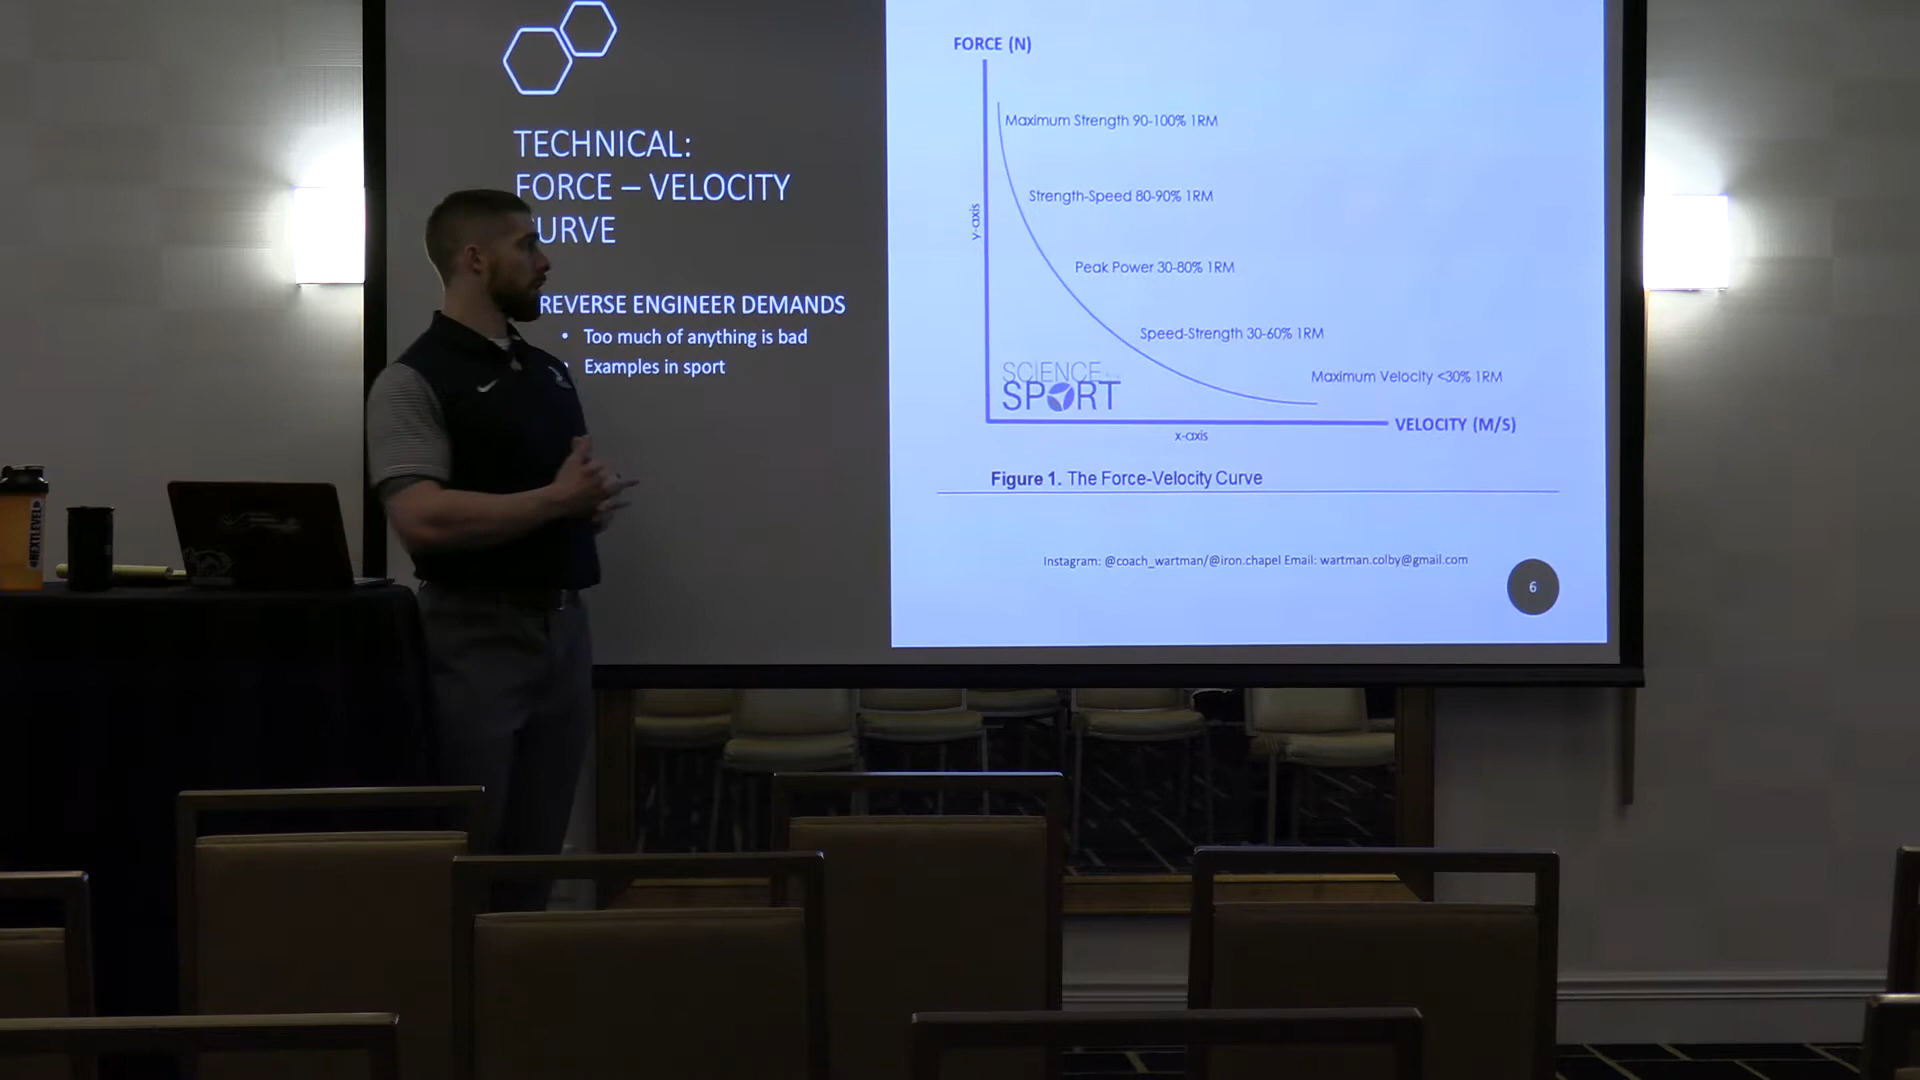 TECHNICAL:
FORCE – VELOCITY
URVE
REVERSE ENGINEER DEMANDS
• Too much of anything is bad
Examples in sport
FORCE (N)
Maximum Strength 90-100% 1RM
Strength-Speed 80-90% 1RM
y-axis
Peak Power 30-80% 1RM
Speed-Strength 30-60% 1RM
SCIENCE
SPORT
Maximum Velocity <30% 1RM
VELOCITY (M/S)
x-axis
Figure 1. The Force-Velocity Curve
Instagram: @coach_wartman/@iron.chapel Email: wartman.colby@gmail.com
6
NEXTLEVEL